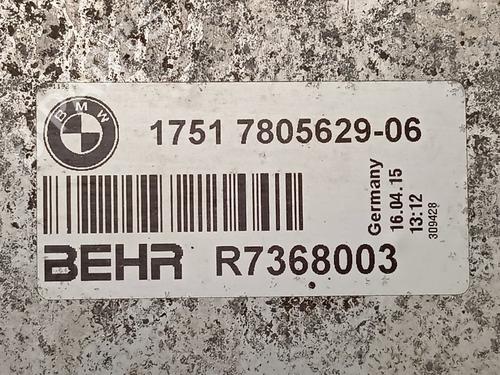 BMW
1751 7805629-06
Germany
16.04.15
13:12
309428
BEHR R7368003